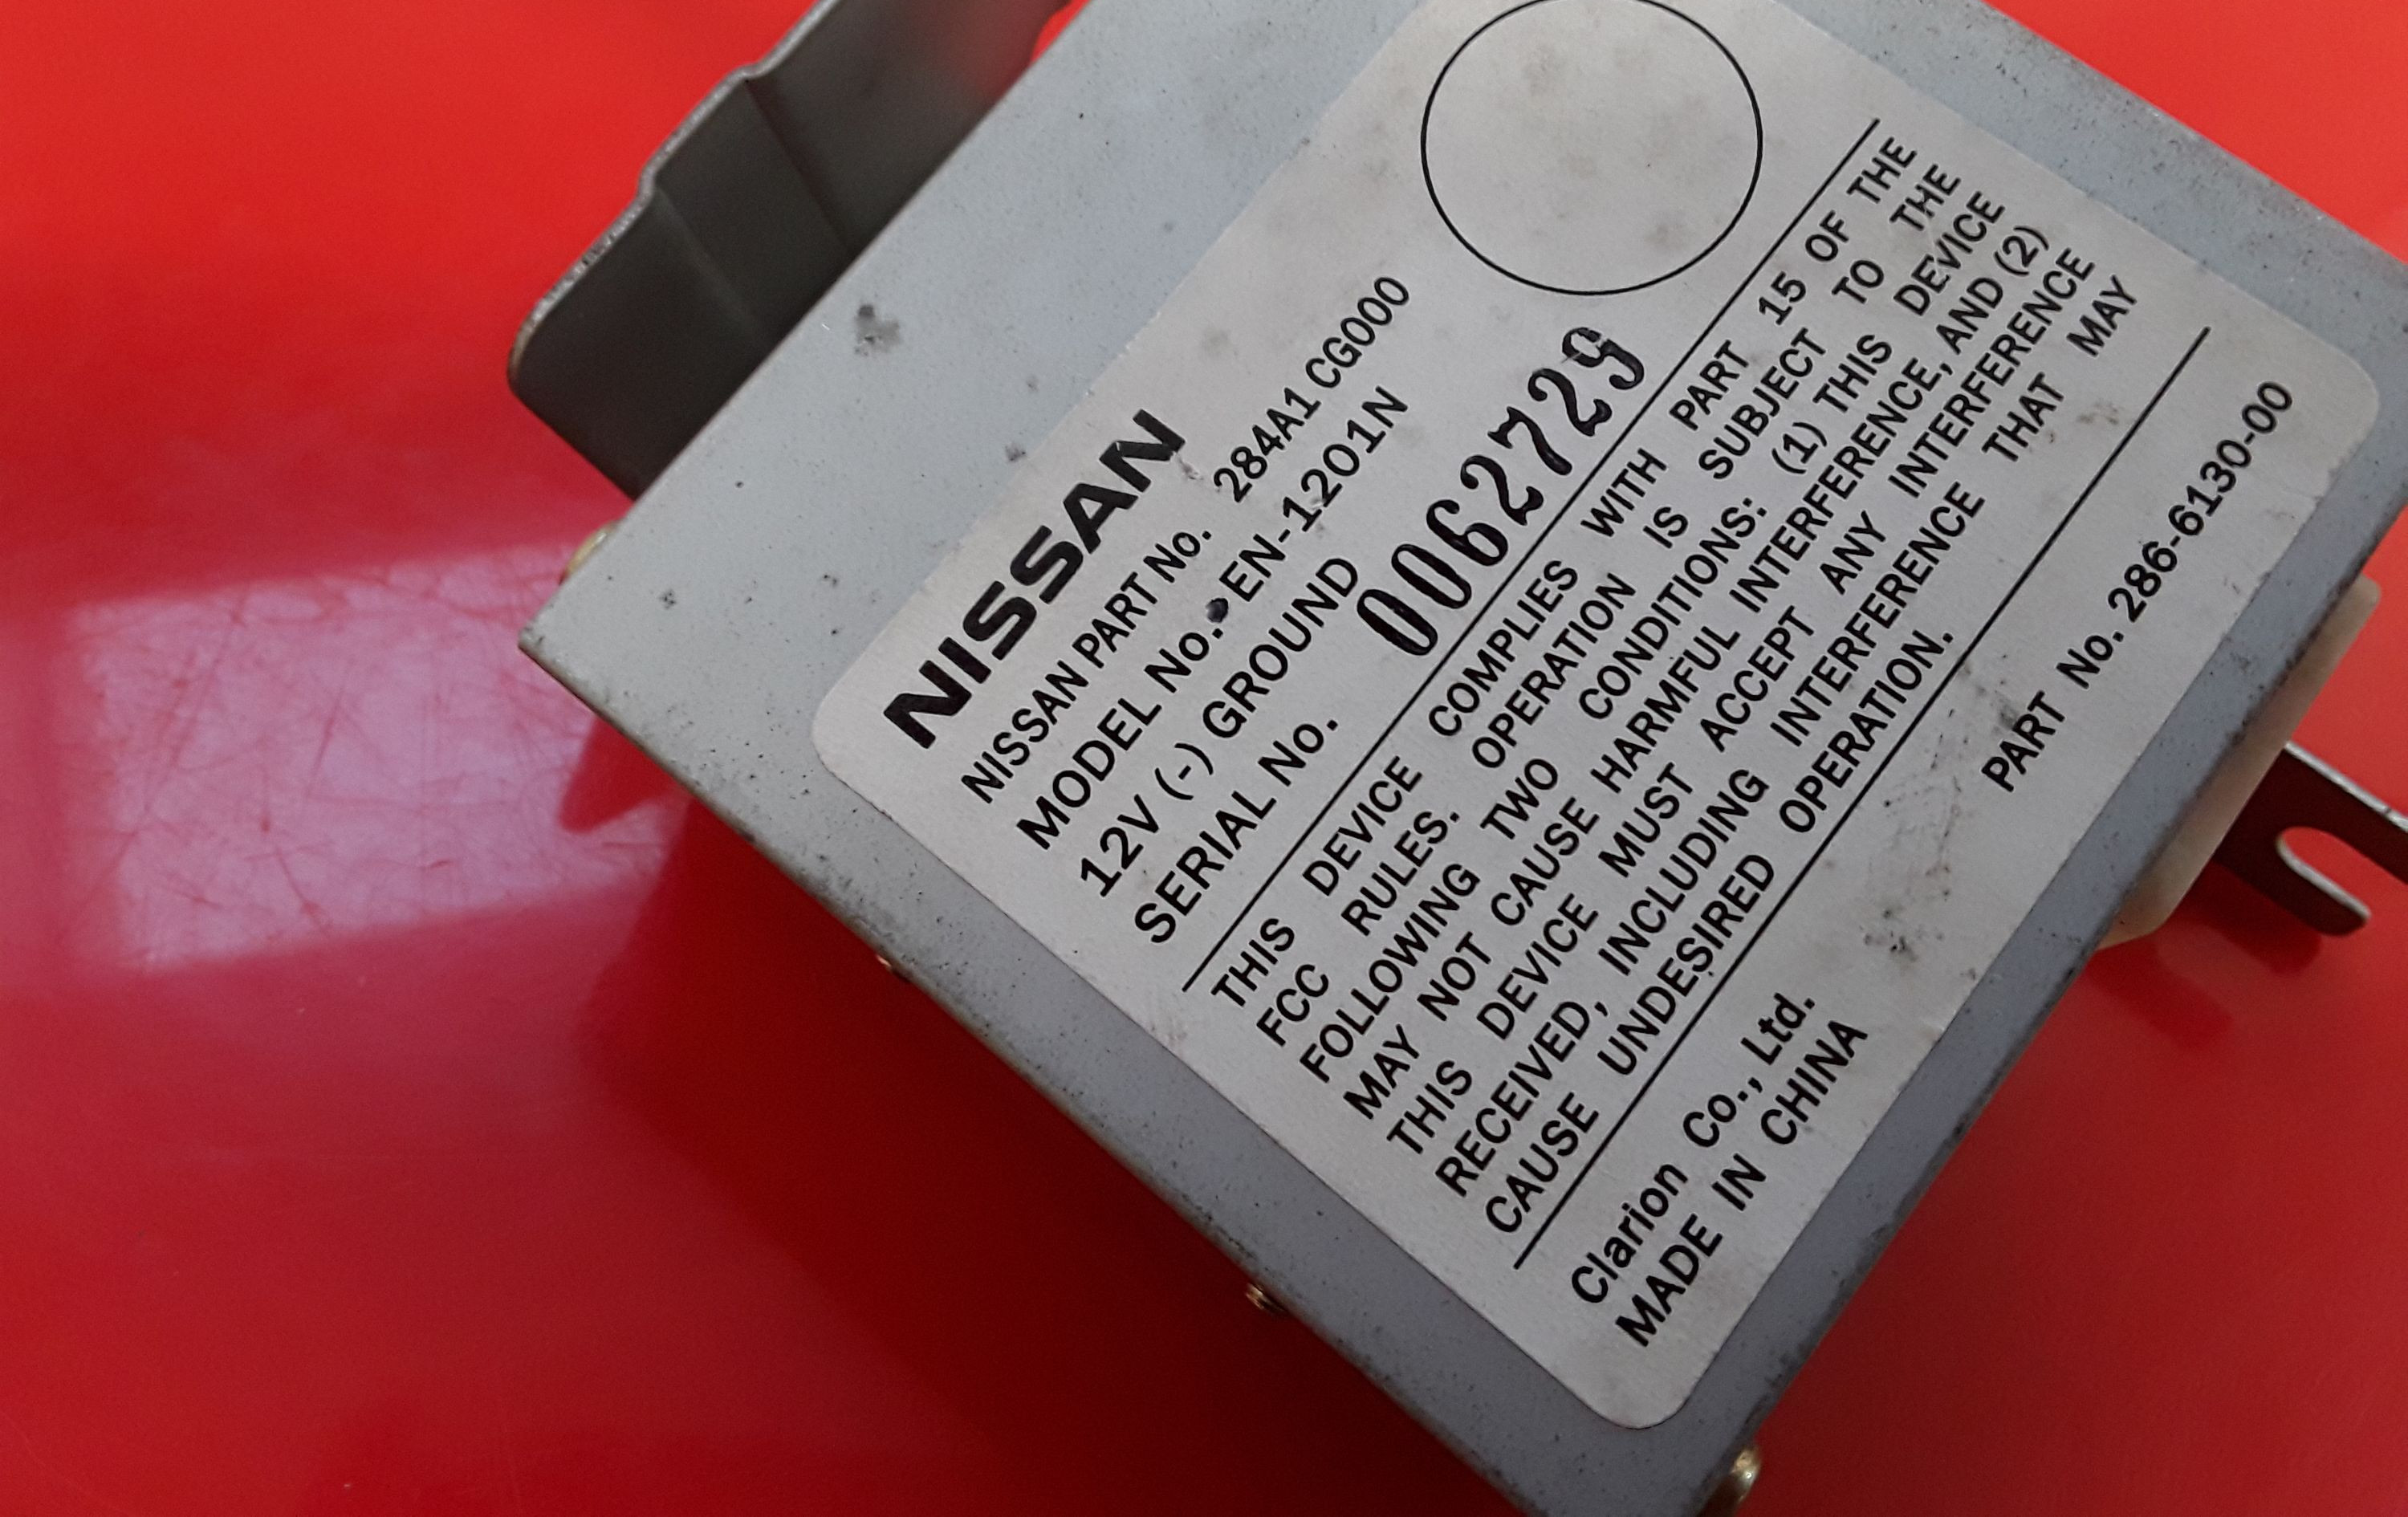 NISSAN
NISSAN PART No. 284A1 CG000
MODEL No. EN-1201N
12V (-) GROUND
SERIAL No. 0062729
THIS DEVICE COMPLIES WITH PART 15 OF THE
FCC RULES. OPERATION IS SUBJECT TO THE
FOLLOWING TWO CONDITIONS: (1) THIS DEVICE
MAY NOT CAUSE HARMFUL INTERFERENCE, AND (2)
THIS DEVICE MUST ACCEPT ANY INTERFERENCE
RECEIVED, INCLUDING INTERFERENCE THAT MAY
CAUSE UNDESIRED OPERATION.
Clarion Co., Ltd. PART No. 286-6130-00
MADE IN CHINA